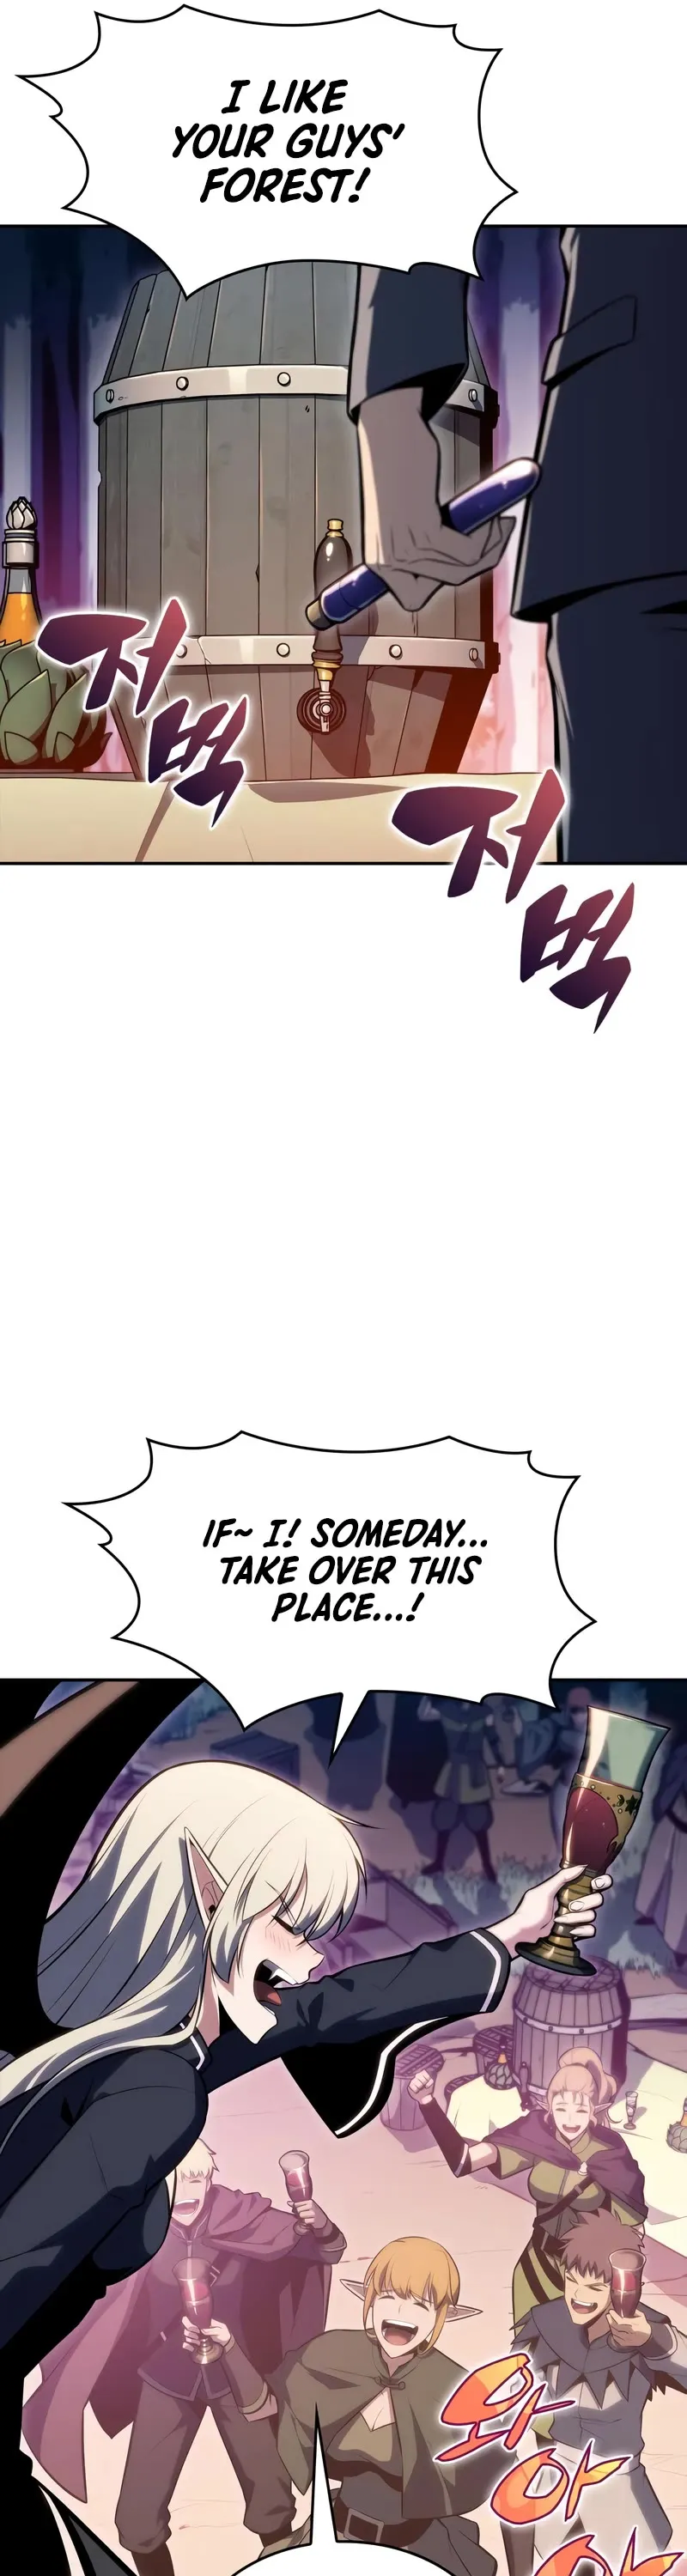 I LIKE
YOUR GUYS'
FOREST!
저벅
저벅
IF~ I! SOMEDAY...
TAKE OVER THIS
PLACE...!
와아